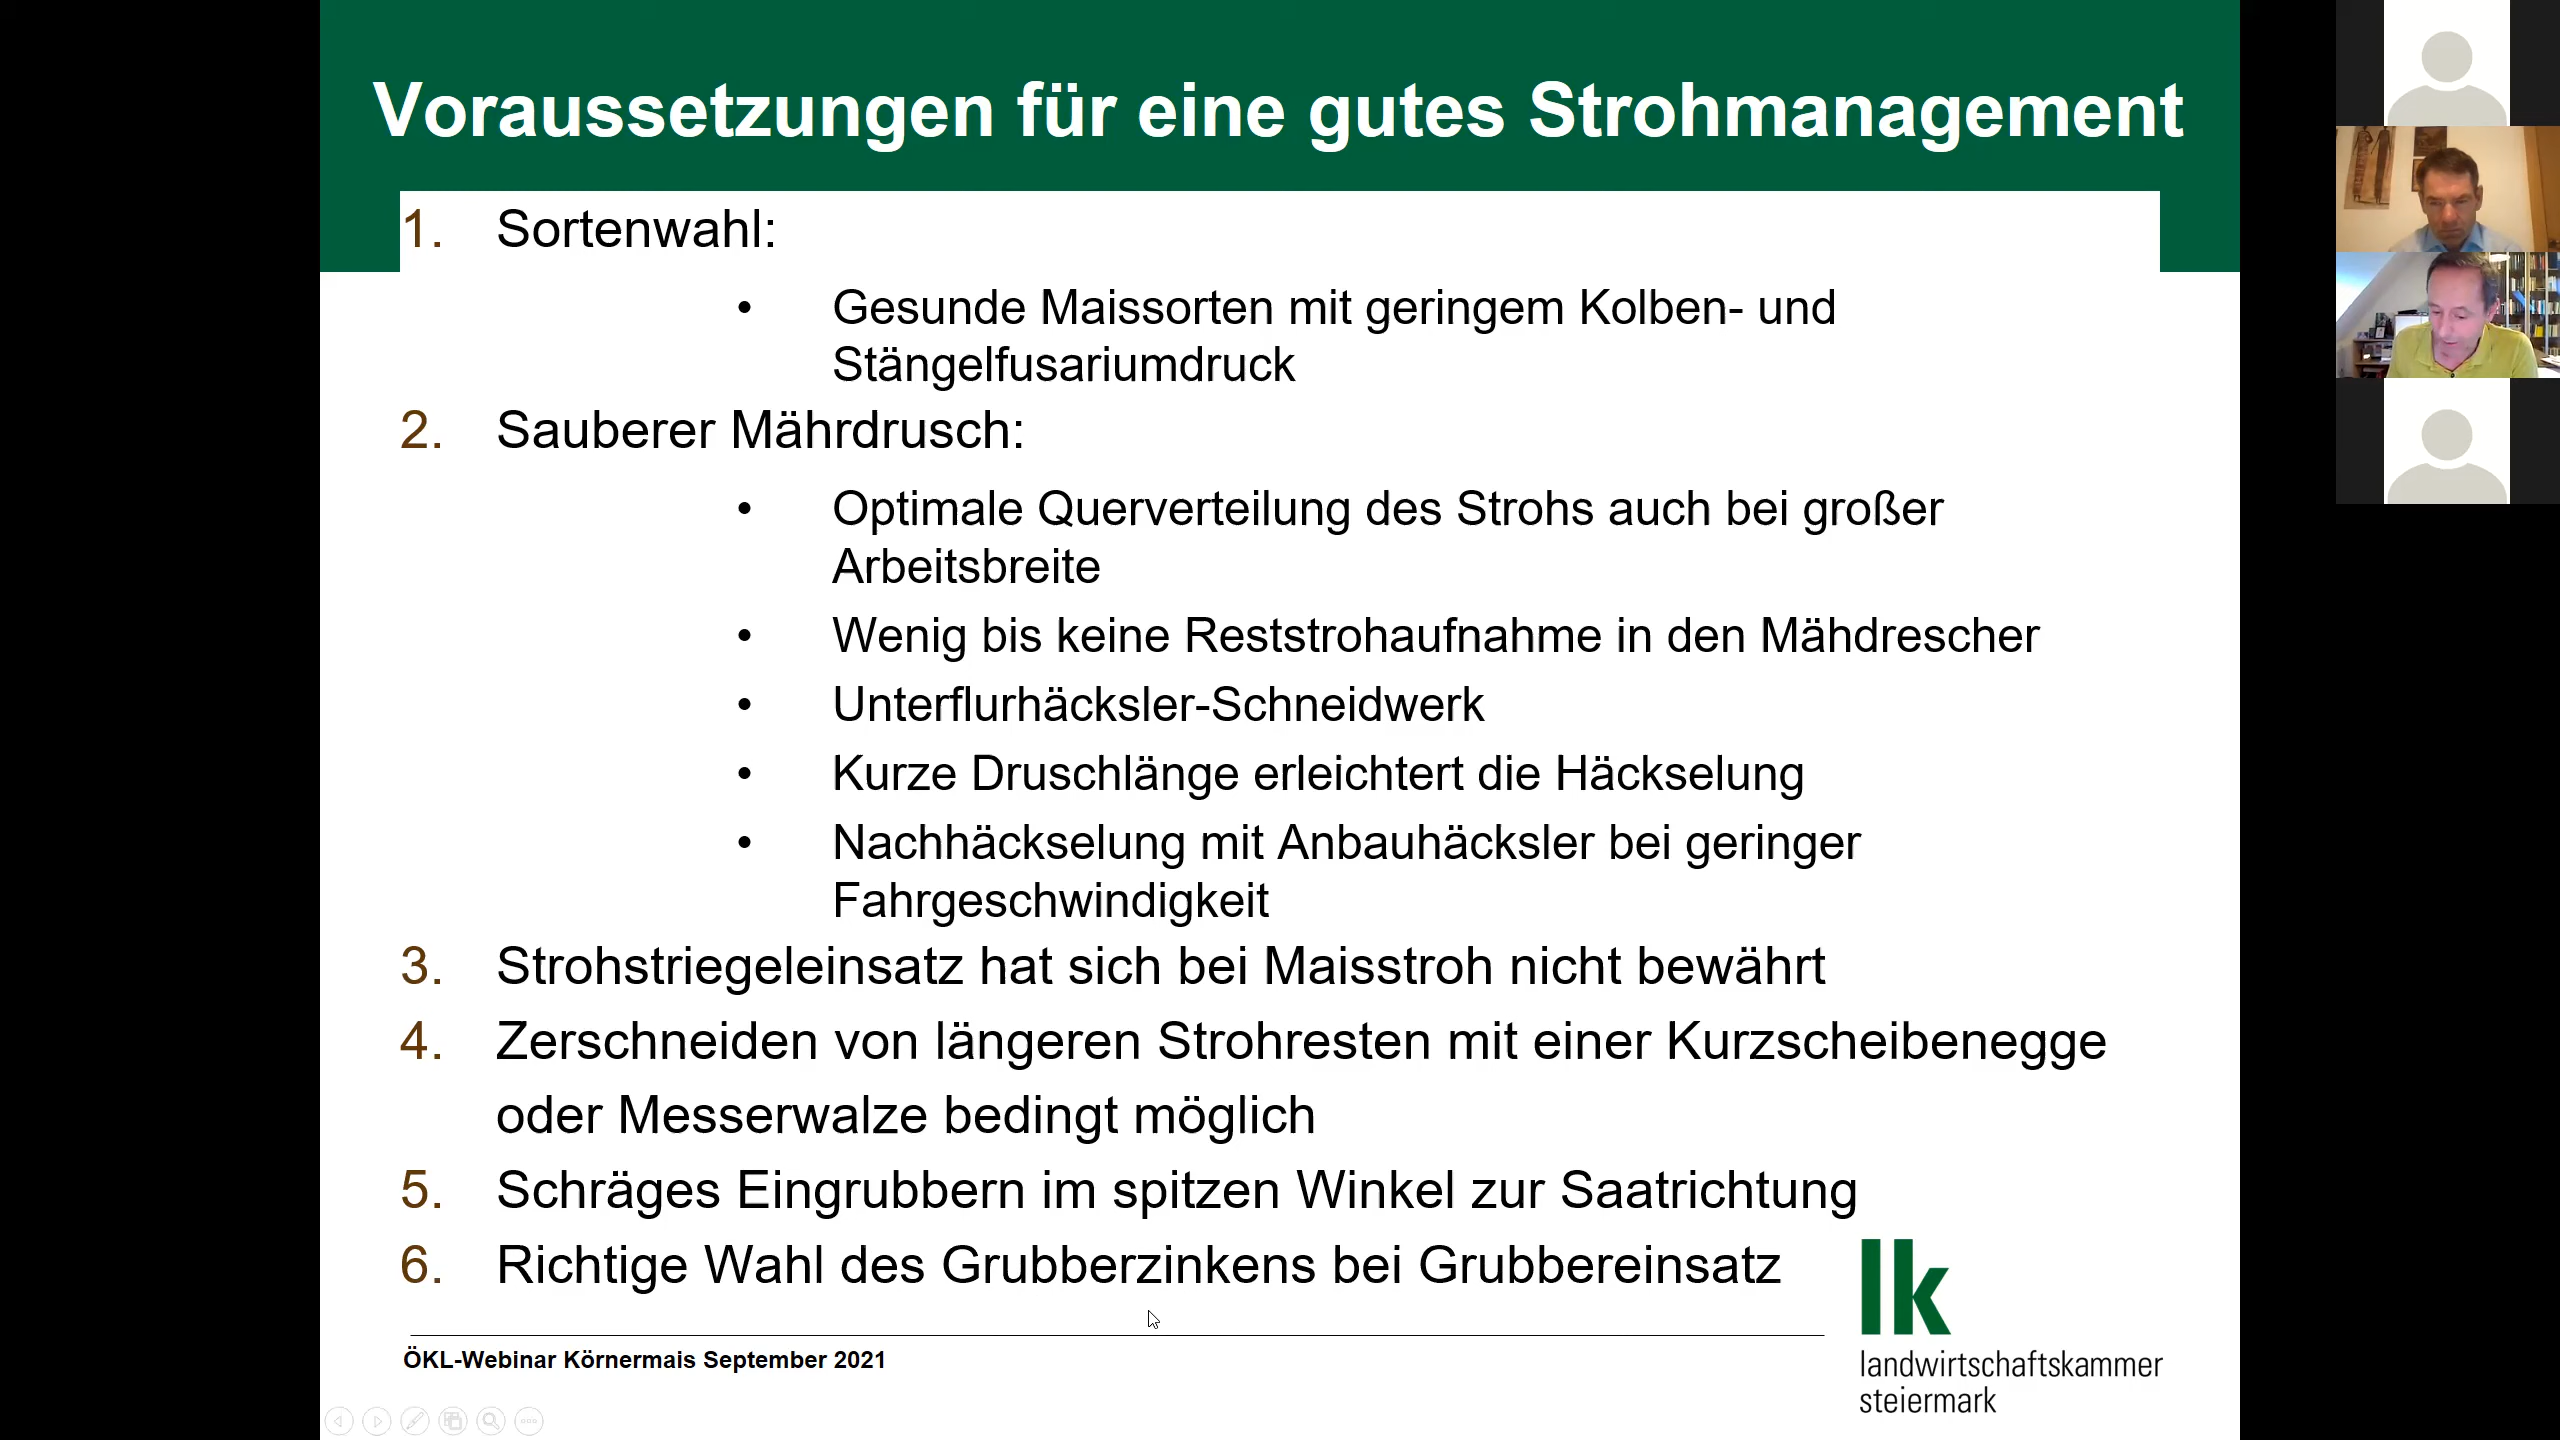 Voraussetzungen für eine gutes Strohmanagement
1. Sortenwahl:
• Gesunde Maissorten mit geringem Kolben- und
Stängelfusariumdruck
2. Sauberer Mährdrusch:
• Optimale Querverteilung des Strohs auch bei großer
Arbeitsbreite
• Wenig bis keine Reststrohaufnahme in den Mähdrescher
• Unterflurhäcksler-Schneidwerk
• Kurze Druschlänge erleichtert die Häckselung
• Nachhäckselung mit Anbauhäcksler bei geringer
Fahrgeschwindigkeit
3. Strohstriegeleinsatz hat sich bei Maisstroh nicht bewährt
4. Zerschneiden von längeren Strohresten mit einer Kurzscheibenegge
oder Messerwalze bedingt möglich
5. Schräges Eingrubbern im spitzen Winkel zur Saatrichtung
6. Richtige Wahl des Grubberzinkens bei Grubbereinsatz
ÖKL-Webinar Körnermais September 2021
lk
landwirtschaftskammer
steiermark